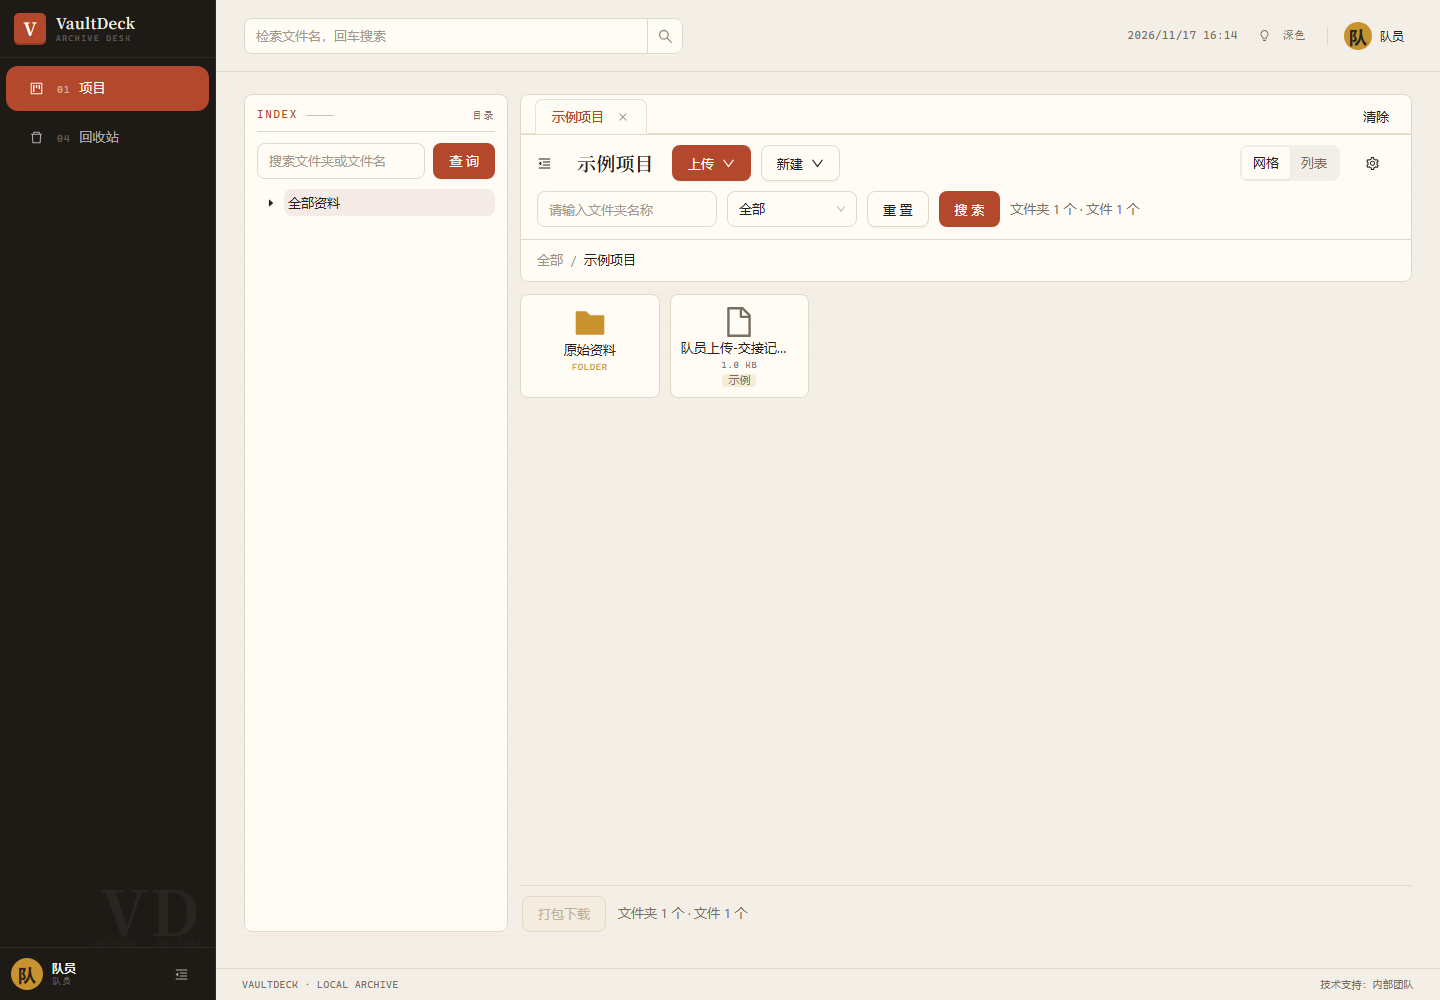 V
VaultDeck
ARCHIVE DESK
01 项目
04 回收站
VD
队
队员
队员
检索文件名，回车搜索
2026/11/17 16:14
深色
队
队员
INDEX
目录
搜索文件夹或文件名
查 询
全部资料
示例项目
清除
示例项目
上传
新建
网格
列表
请输入文件夹名称
全部
重 置
搜 索
文件夹 1 个 · 文件 1 个
全部 / 示例项目
原始资料
FOLDER
队员上传-交接记...
1.0 KB
示例
打包下载
文件夹 1 个 · 文件 1 个
VAULTDECK · LOCAL ARCHIVE
技术支持：内部团队